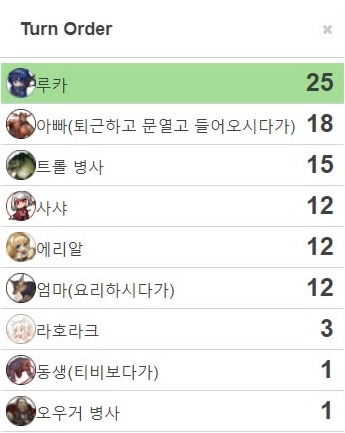 Turn Order ×
루카 25
아빠(퇴근하고 문열고 들어오시다가) 18
트롤 병사 15
사샤 12
에리알 12
엄마(요리하시다가) 12
라호라크 3
동생(티비보다가) 1
오우거 병사 1